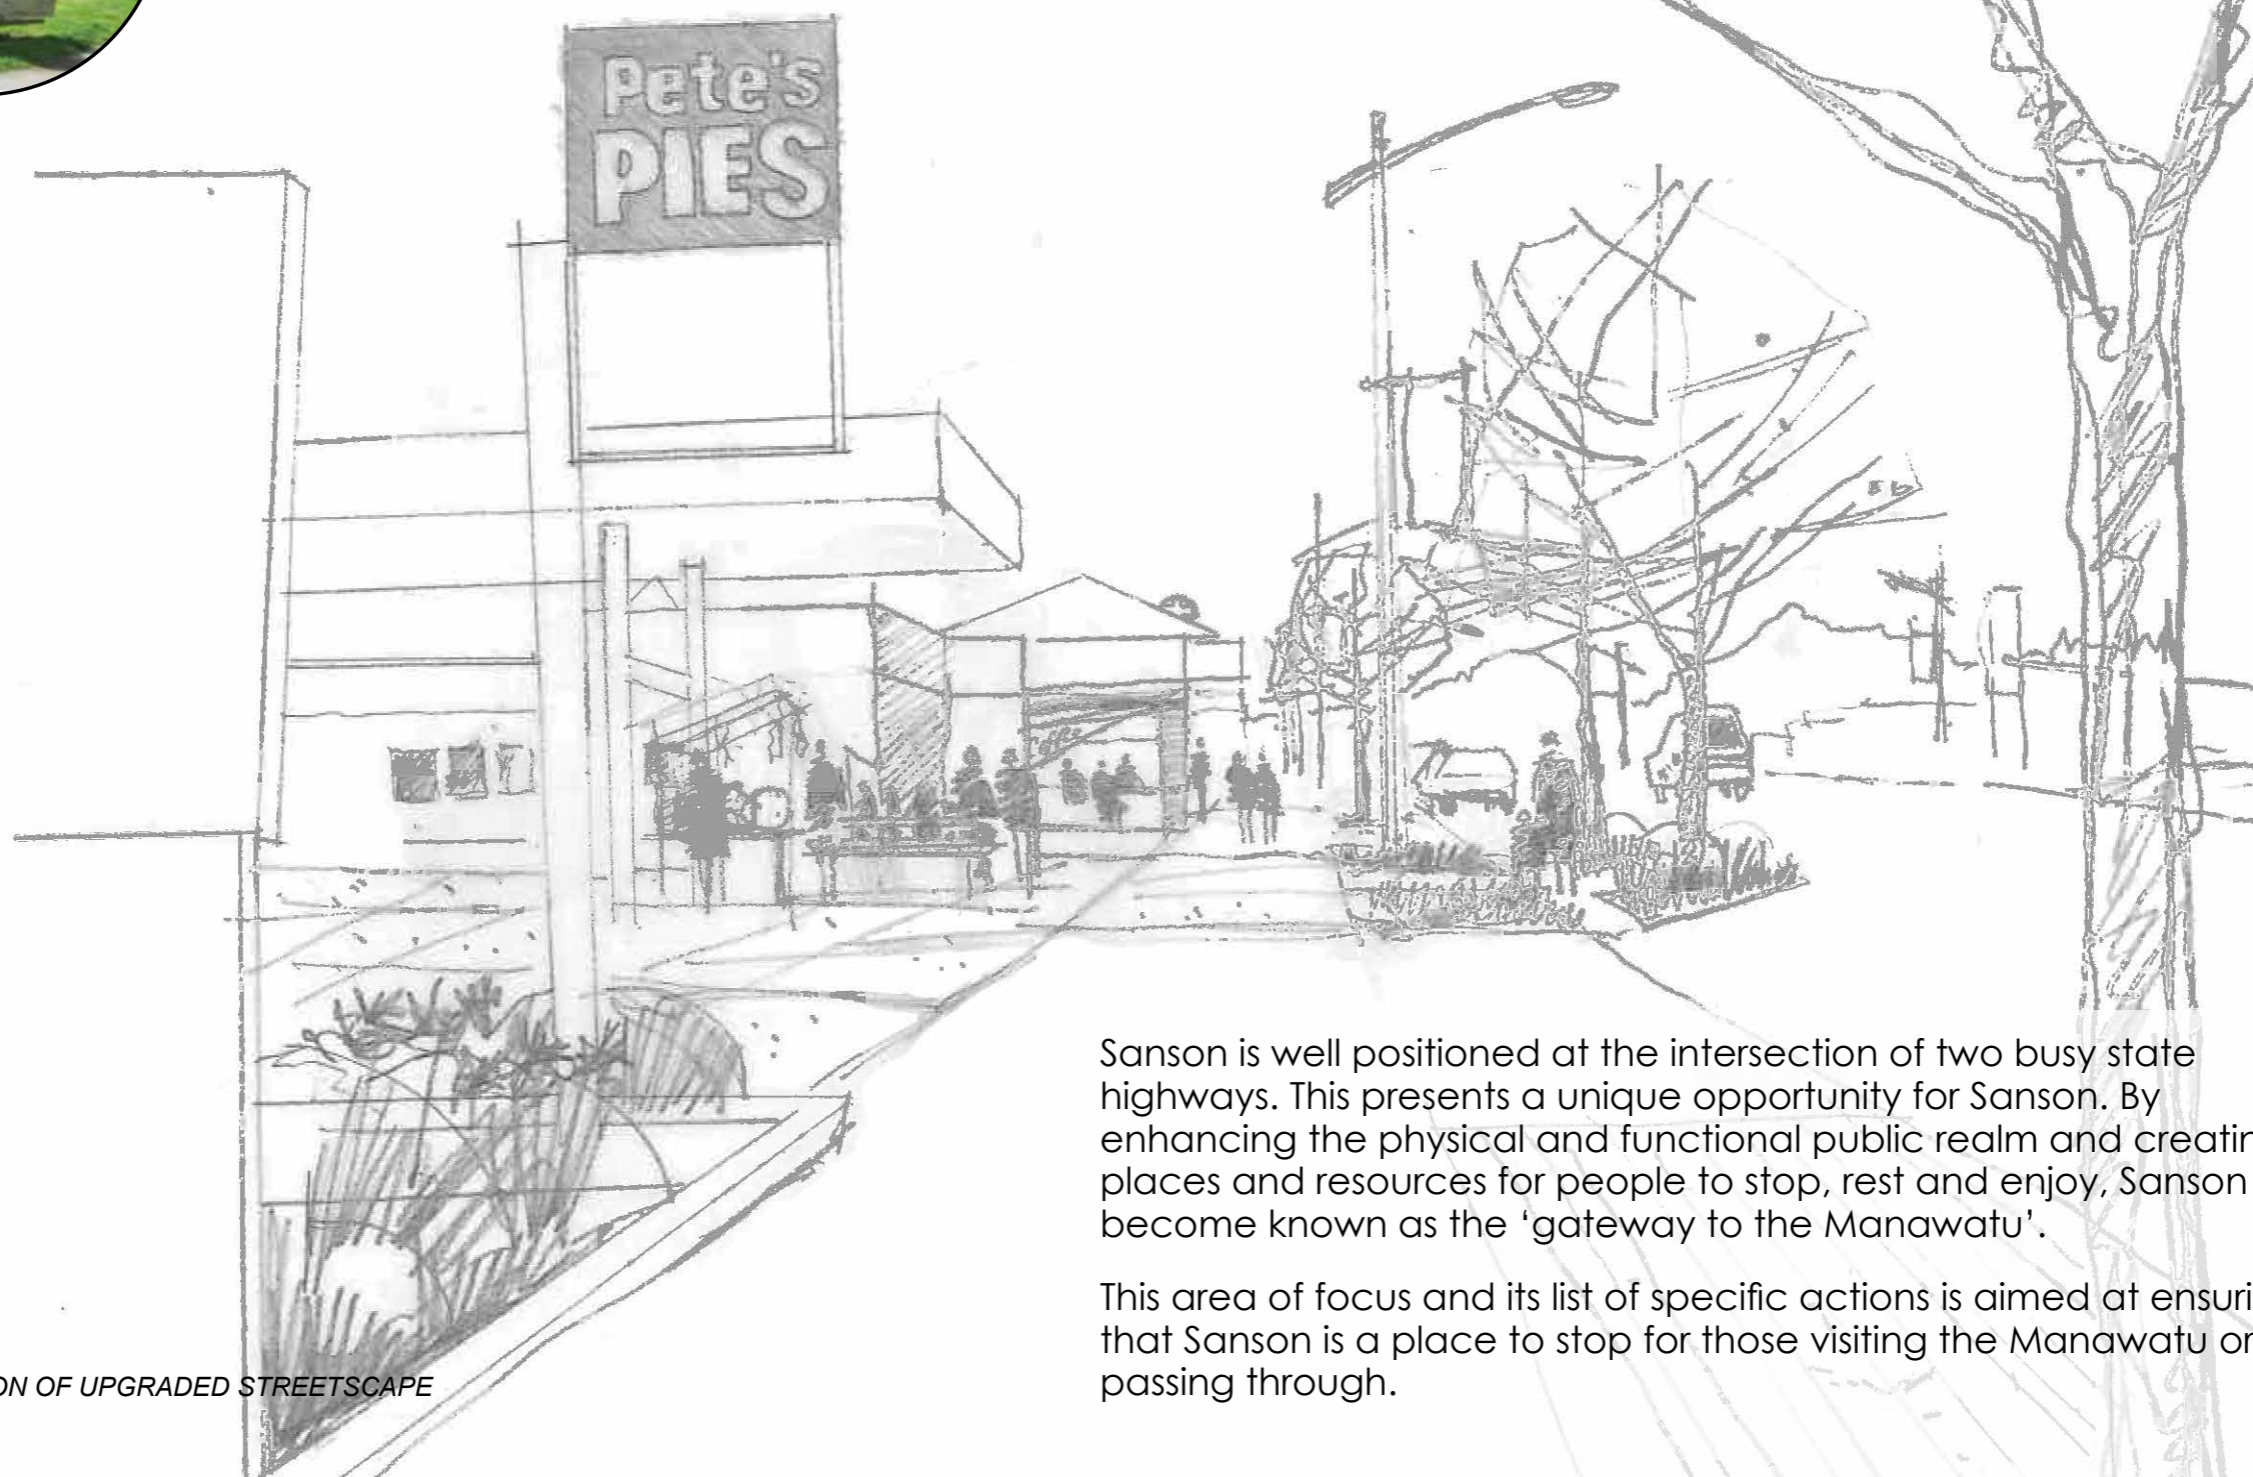 Pete's
PIES
Sanson is well positioned at the intersection of two busy state
highways. This presents a unique opportunity for Sanson. By
enhancing the physical and functional public realm and creatin
places and resources for people to stop, rest and enjoy, Sanson
become known as the ‘gateway to the Manawatu’.
This area of focus and its list of specific actions is aimed at ensuri
that Sanson is a place to stop for those visiting the Manawatu or
passing through.
ON OF UPGRADED STREETSCAPE